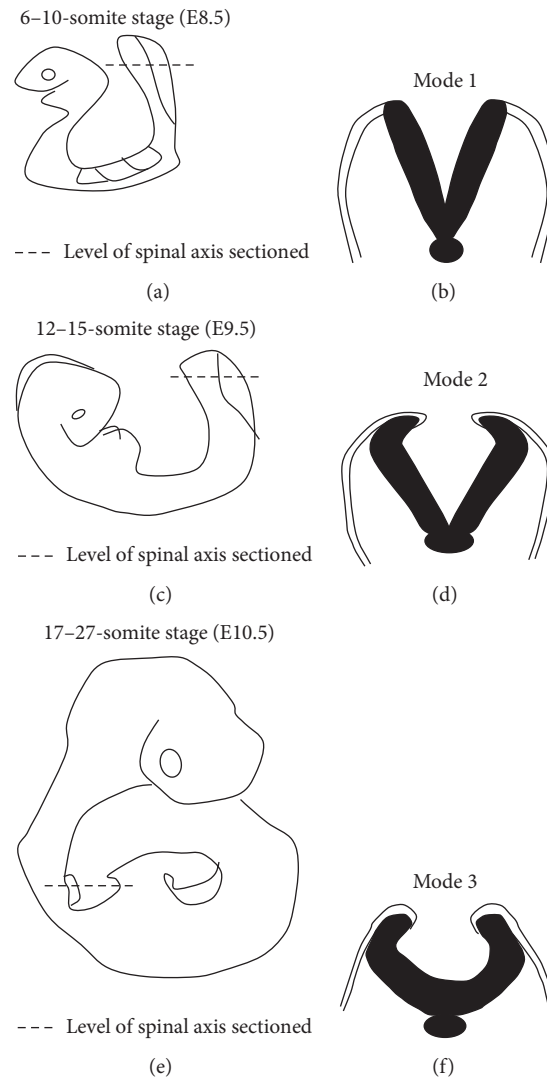 6–10-somite stage (E8.5)
Mode 1
--- Level of spinal axis sectioned
(a)
(b)
12–15-somite stage (E9.5)
Mode 2
--- Level of spinal axis sectioned
(c)
(d)
17–27-somite stage (E10.5)
Mode 3
--- Level of spinal axis sectioned
(e)
(f)